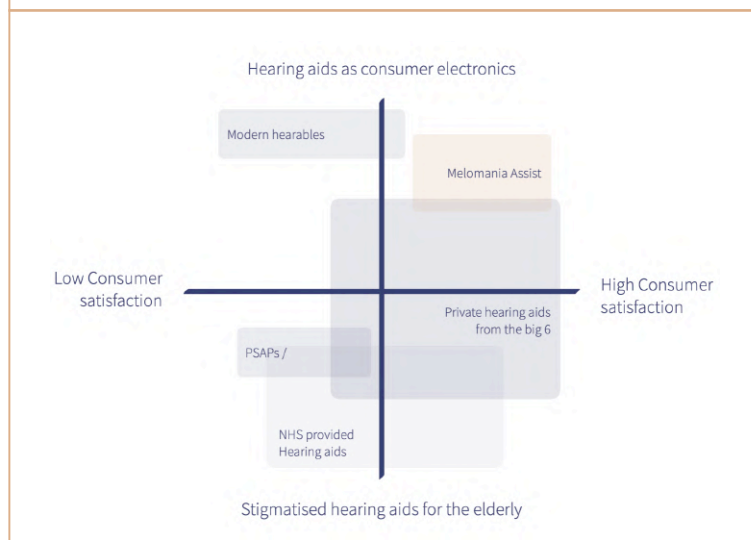 Hearing aids as consumer electronics
Modern hearables
Melomania Assist
Low Consumer
satisfaction
High Consumer
satisfaction
Private hearing aids
from the big 6
PSAPs /
NHS provided
Hearing aids
Stigmatised hearing aids for the elderly